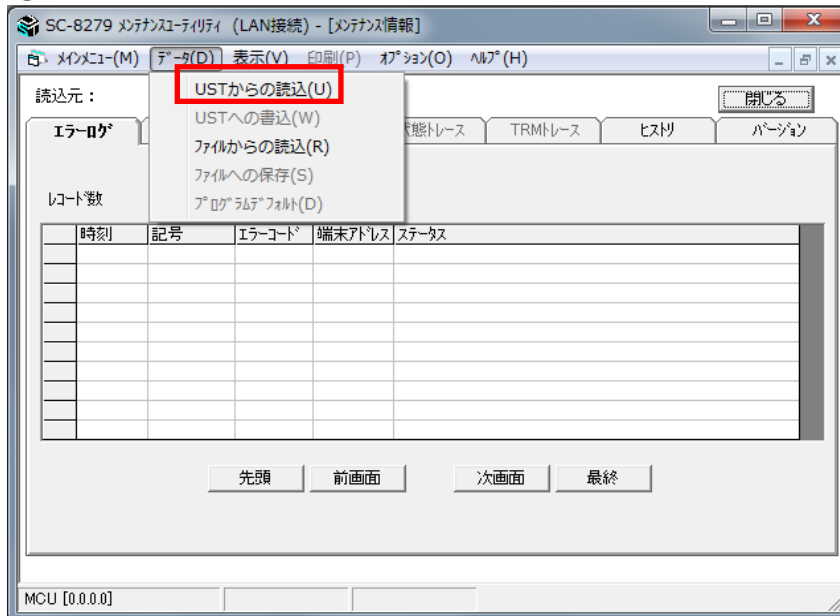 SC-8279 ﾒﾝﾃﾅﾝｽﾕｰﾃｨﾘﾃｨ (LAN接続) - [ﾒﾝﾃﾅﾝｽ情報]
ﾒｲﾝﾒﾆｭｰ(M) ﾃﾞｰﾀ(D) 表示(V) 印刷(P) ｵﾌﾟｼｮﾝ(O) ﾍﾙﾌﾟ(H)
読込元：
閉じる
USTからの読込(U)
USTへの書込(W)
ﾌｧｲﾙからの読込(R)
ﾌｧｲﾙへの保存(S)
ﾌﾟﾛｸﾞﾗﾑﾃﾞﾌｫﾙﾄ(D)
ｴﾗｰﾛｸﾞ 状態ﾄﾚｰｽ TRMﾄﾚｰｽ ﾋｽﾄﾘ ﾊﾞｰｼﾞｮﾝ
ﾚｺｰﾄﾞ数
時刻 記号 ｴﾗｰｺｰﾄﾞ 端末ｱﾄﾞﾚｽ ｽﾃｰﾀｽ
先頭 前画面 次画面 最終
MCU [0.0.0.0]